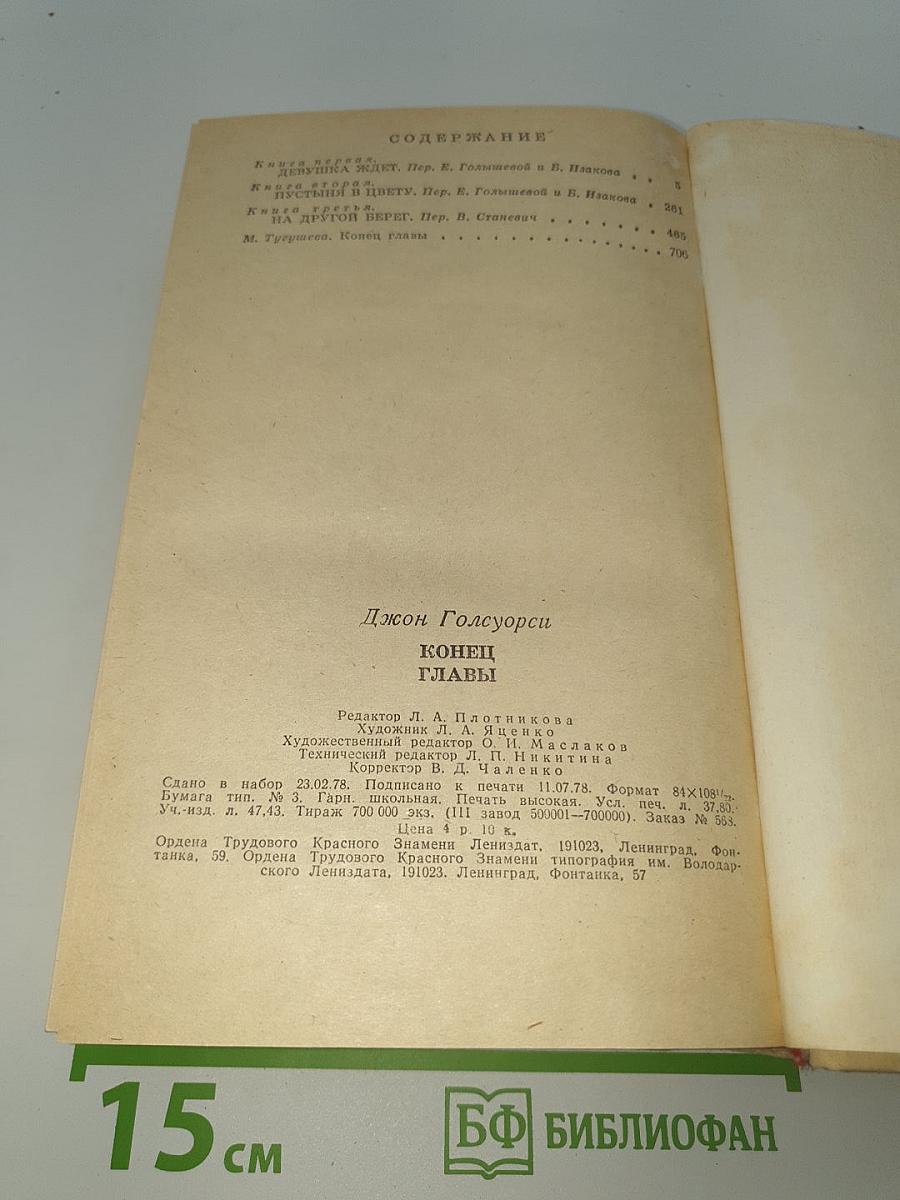 СОДЕРЖАНИЕ
Книга первая.
ДЕВУШКА ЖДЕТ. Пер. Е. Голышевой и Б. Изакова . . 5
Книга вторая.
ПУСТЫНЯ В ЦВЕТУ. Пер. Е. Голышевой и Б. Изакова . 261
Книга третья.
НА ДРУГОЙ БЕРЕГ. Пер. В. Станевич . . . . . . . 465
М. Тугушева. Конец главы . . . . . . . . . . . . . . 706
Джон Голсуорси
КОНЕЦ
ГЛАВЫ
Редактор Л. А. Плотникова
Художник Л. А. Яценко
Художественный редактор О. И. Маслаков
Технический редактор Л. П. Никитина
Корректор В. Д. Чаленко
Сдано в набор 23.02.78. Подписано к печати 11.07.78. Формат 84×108¹/₃₂.
Бумага тип. № 3. Гарн. школьная. Печать высокая. Усл. печ. л. 37,80.
Уч.-изд. л. 47,43. Тираж 700 000 экз. (III завод 500001—700000). Заказ № 568.
Цена 4 р. 10 к.
Ордена Трудового Красного Знамени Лениздат, 191023, Ленинград, Фон-
танка, 59. Ордена Трудового Красного Знамени типография им. Володар-
ского Лениздата, 191023. Ленинград, Фонтанка, 57
15 см
БФ БИБЛИОФАН